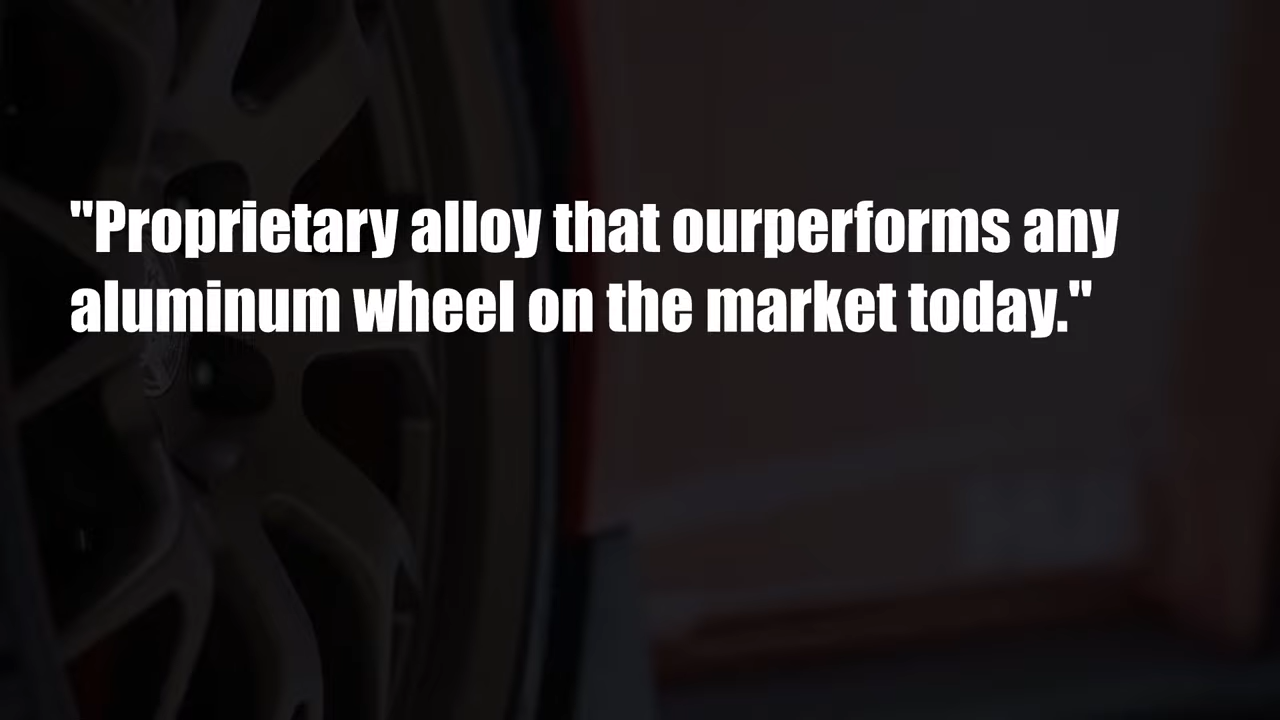 "Proprietary alloy that ourperforms any
aluminum wheel on the market today."